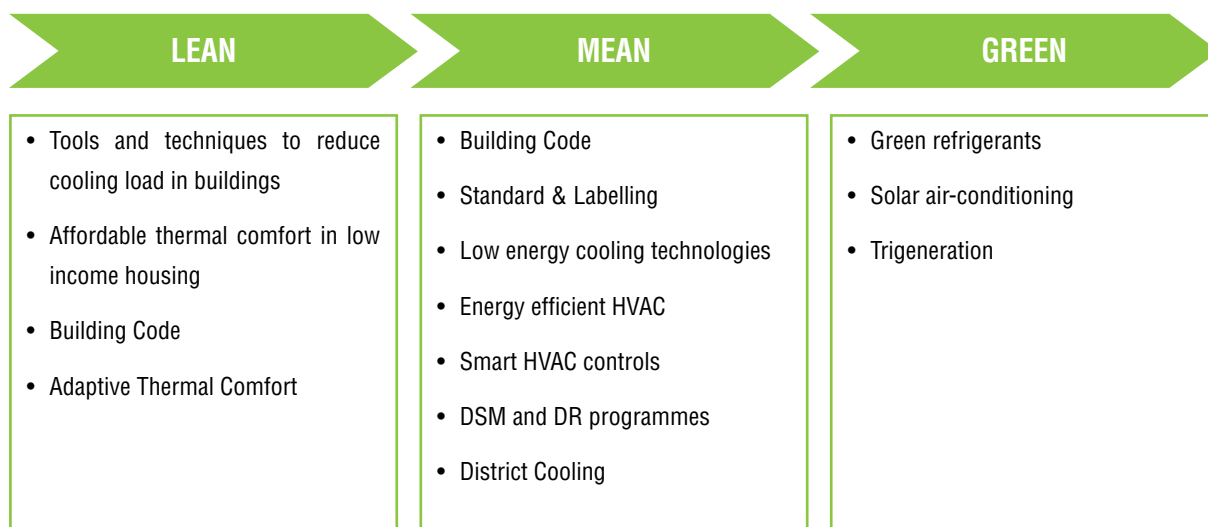 LEAN
• Tools and techniques to reduce
cooling load in buildings
• Affordable thermal comfort in low
income housing
• Building Code
• Adaptive Thermal Comfort
MEAN
• Building Code
• Standard & Labelling
• Low energy cooling technologies
• Energy efficient HVAC
• Smart HVAC controls
• DSM and DR programmes
• District Cooling
GREEN
• Green refrigerants
• Solar air-conditioning
• Trigeneration